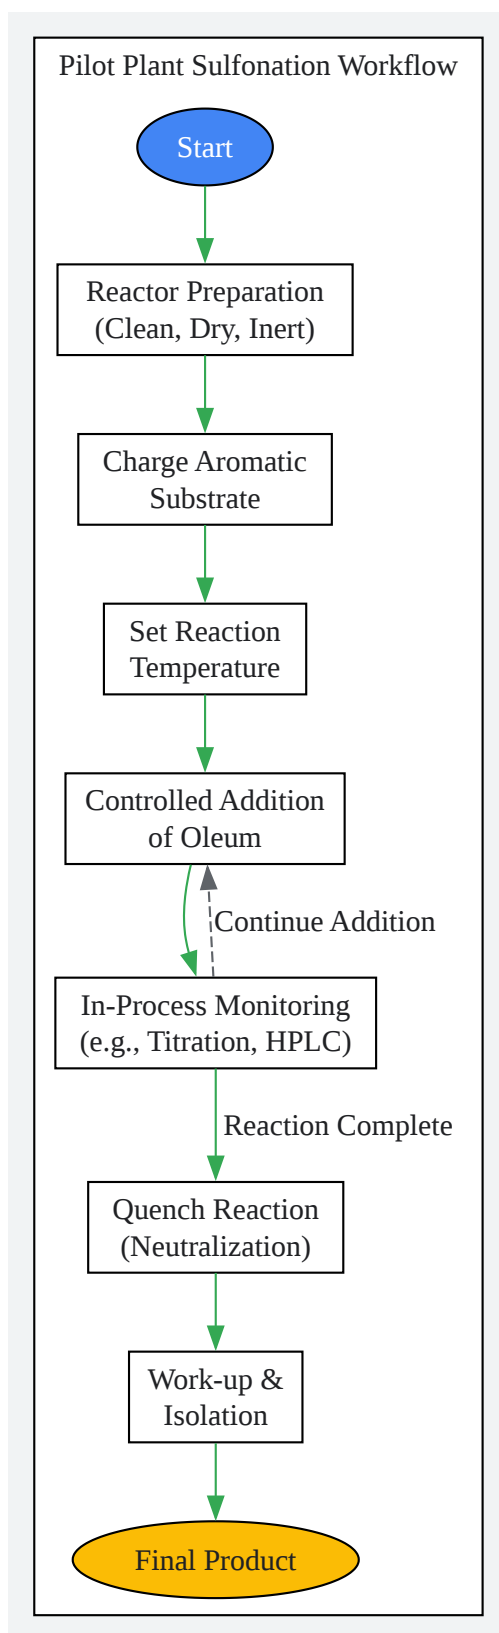 Pilot Plant Sulfonation Workflow
Start
Reactor Preparation
(Clean, Dry, Inert)
Charge Aromatic
Substrate
Set Reaction
Temperature
Controlled Addition
of Oleum
Continue Addition
In-Process Monitoring
(e.g., Titration, HPLC)
Reaction Complete
Quench Reaction
(Neutralization)
Work-up &
Isolation
Final Product